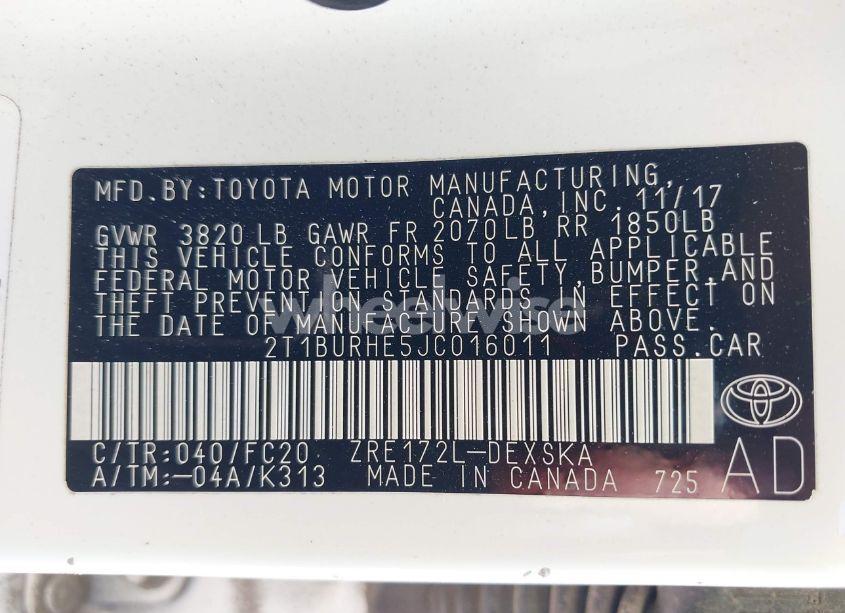 MFD.BY:TOYOTA MOTOR MANUFACTURING,
CANADA,INC. 11/17
GVWR 3820 LB GAWR FR 2070LB RR 1850LB
THIS VEHICLE CONFORMS TO ALL APPLICABLE
FEDERAL MOTOR VEHICLE SAFETY,BUMPER,AND
THEFT PREVENTION STANDARDS IN EFFECT ON
wheelwise
THE DATE OF MANUFACTURE SHOWN ABOVE.
2T1BURHE5JC016011 PASS.CAR
C/TR:040/FC20 ZRE172L-DEXSKA
A/TM:-04A/K313 MADE IN CANADA 725
AD